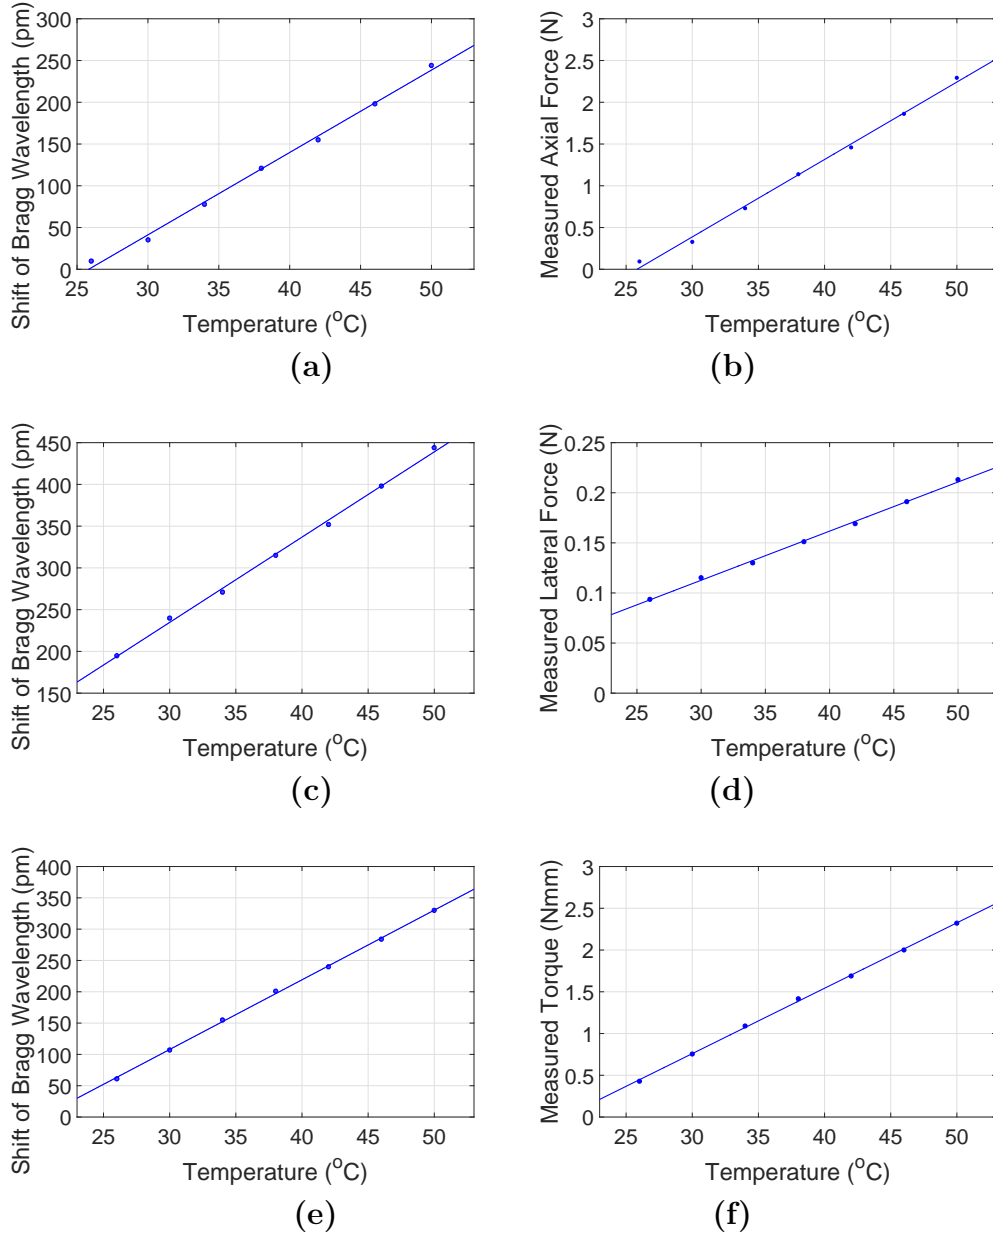 Shift of Bragg Wavelength (pm)
300
250
200
150
100
50
0
25 30 35 40 45 50
Temperature (°C)
(a)
Measured Axial Force (N)
3
2.5
2
1.5
1
0.5
0
25 30 35 40 45 50
Temperature (°C)
(b)
Shift of Bragg Wavelength (pm)
450
400
350
300
250
200
150
25 30 35 40 45 50
Temperature (°C)
(c)
Measured Lateral Force (N)
0.25
0.2
0.15
0.1
0.05
0
25 30 35 40 45 50
Temperature (°C)
(d)
Shift of Bragg Wavelength (pm)
400
350
300
250
200
150
100
50
0
25 30 35 40 45 50
Temperature (°C)
(e)
Measured Torque (Nmm)
3
2.5
2
1.5
1
0.5
0
25 30 35 40 45 50
Temperature (°C)
(f)